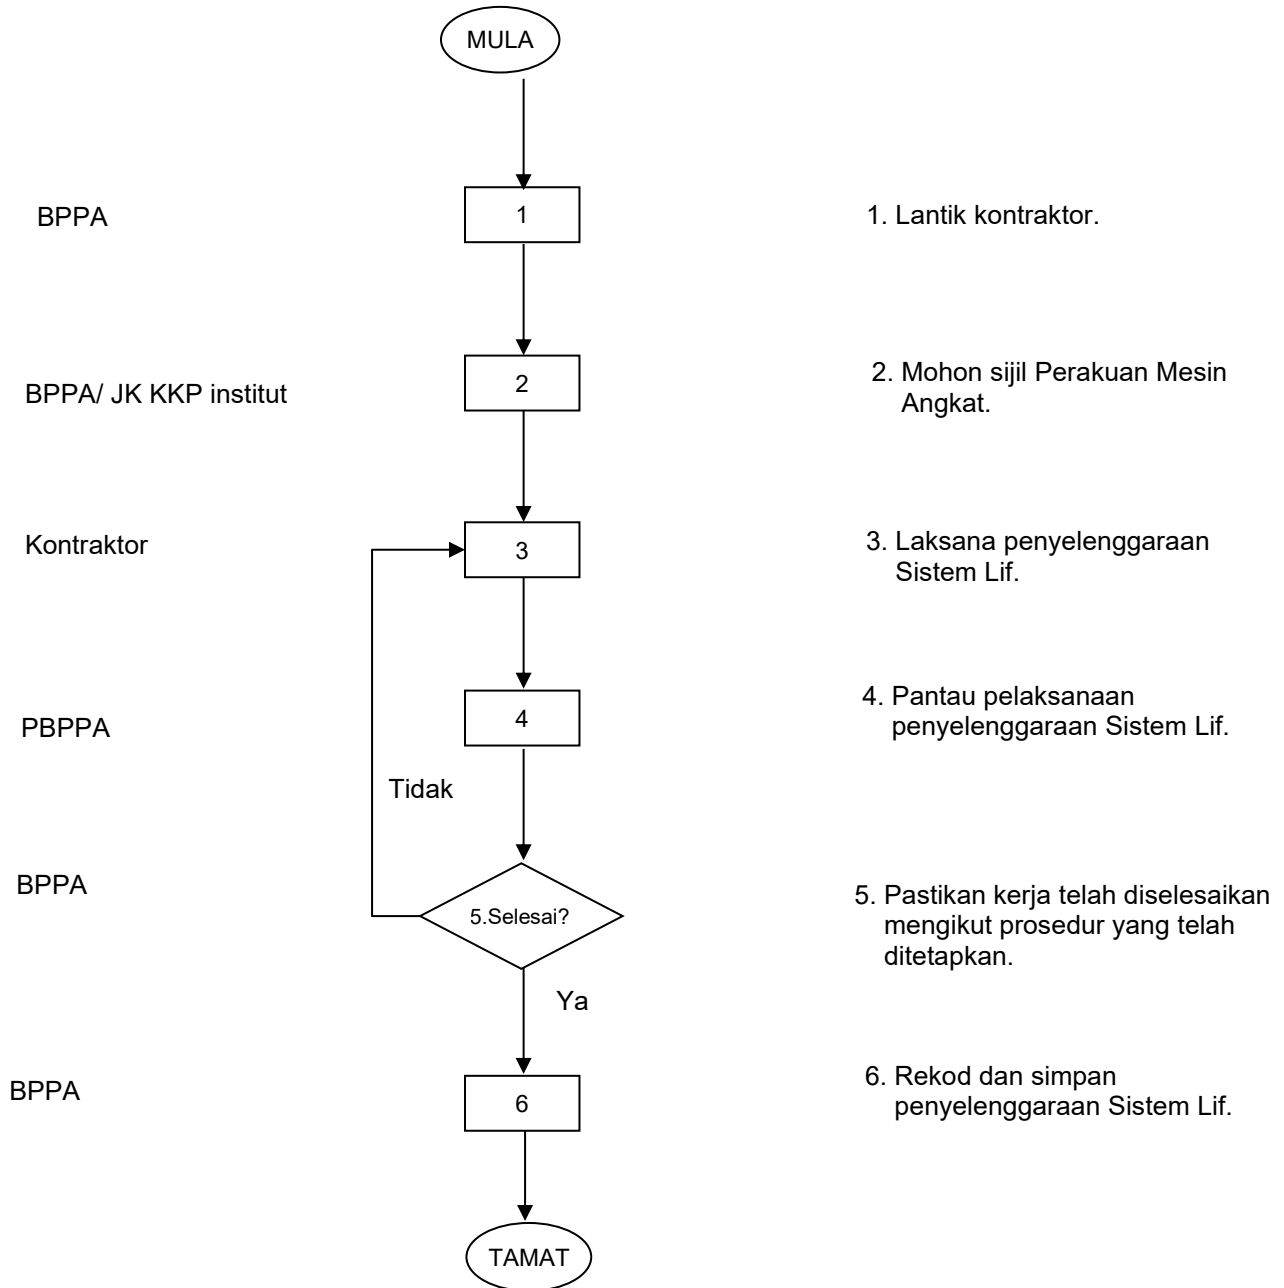 MULA
BPPA
1
1. Lantik kontraktor.
BPPA/ JK KKP institut
2
2. Mohon sijil Perakuan Mesin
Angkat.
Kontraktor
3
3. Laksana penyelenggaraan
Sistem Lif.
PBPPA
4
4. Pantau pelaksanaan
penyelenggaraan Sistem Lif.
Tidak
BPPA
5.Selesai?
5. Pastikan kerja telah diselesaikan
mengikut prosedur yang telah
ditetapkan.
Ya
BPPA
6
6. Rekod dan simpan
penyelenggaraan Sistem Lif.
TAMAT